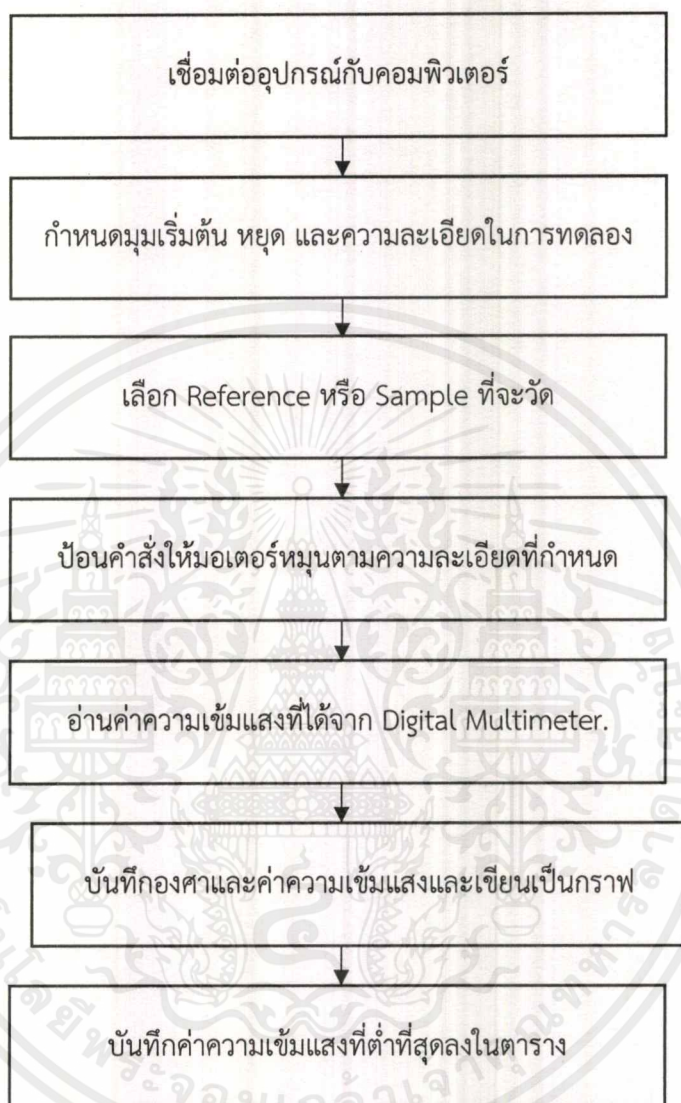 เชื่อมต่ออุปกรณ์กับคอมพิวเตอร์
กำหนดมุมเริ่มต้น หยุด และความละเอียดในการทดลอง
เลือก Reference หรือ Sample ที่จะวัด
ป้อนคำสั่งให้มอเตอร์หมุนตามความละเอียดที่กำหนด
อ่านค่าความเข้มแสงที่ได้จาก Digital Multimeter.
บันทึกองศาและค่าความเข้มแสงและเขียนเป็นกราฟ
บันทึกค่าความเข้มแสงที่ต่ำที่สุดลงในตาราง